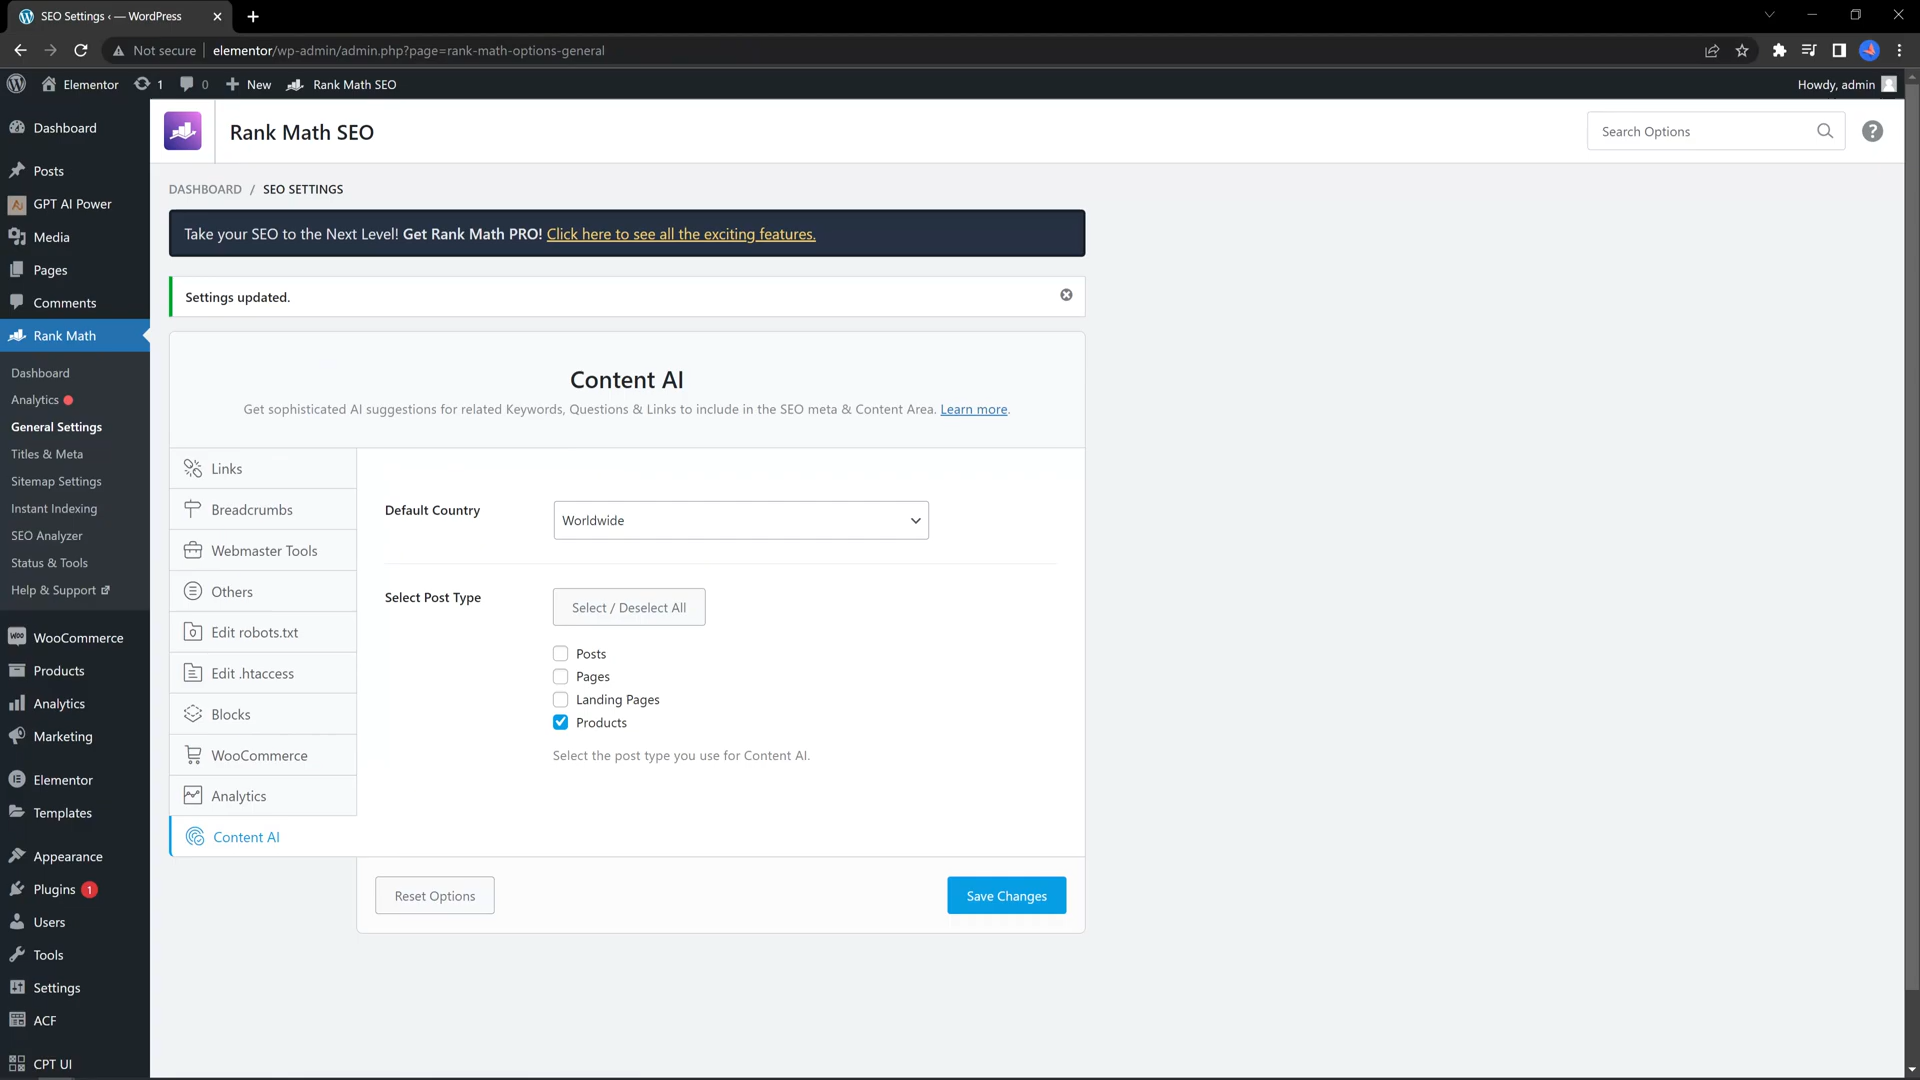 SEO Settings ‹ — WordPress
Not secure
elementor/wp-admin/admin.php?page=rank-math-options-general
Elementor
1
0
New
Rank Math SEO
Howdy, admin
Dashboard
Posts
GPT AI Power
Media
Pages
Comments
Rank Math
Dashboard
Analytics
General Settings
Titles & Meta
Sitemap Settings
Instant Indexing
SEO Analyzer
Status & Tools
Help & Support
WooCommerce
Products
Analytics
Marketing
Elementor
Templates
Appearance
Plugins 1
Users
Tools
Settings
ACF
CPT UI
Rank Math SEO
Search Options
DASHBOARD / SEO SETTINGS
Take your SEO to the Next Level! Get Rank Math PRO! Click here to see all the exciting features.
Settings updated.
Content AI
Get sophisticated AI suggestions for related Keywords, Questions & Links to include in the SEO meta & Content Area. Learn more.
Links
Breadcrumbs
Webmaster Tools
Others
Edit robots.txt
Edit .htaccess
Blocks
WooCommerce
Analytics
Content AI
Default Country
Worldwide
Select Post Type
Select / Deselect All
Posts
Pages
Landing Pages
Products
Select the post type you use for Content AI.
Reset Options
Save Changes